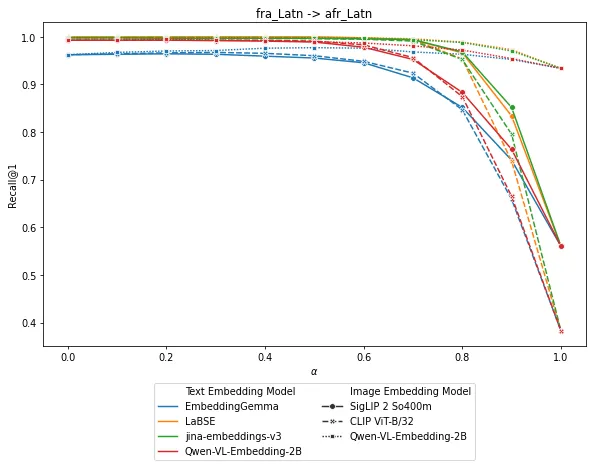 fra_Latn -> afr_Latn
Recall@1
1.0
0.9
0.8
0.7
0.6
0.5
0.4
0.0 0.2 0.4 0.6 0.8 1.0
α
Text Embedding Model Image Embedding Model
EmbeddingGemma SigLIP 2 So400m
LaBSE CLIP ViT-B/32
jina-embeddings-v3 Qwen-VL-Embedding-2B
Qwen-VL-Embedding-2B